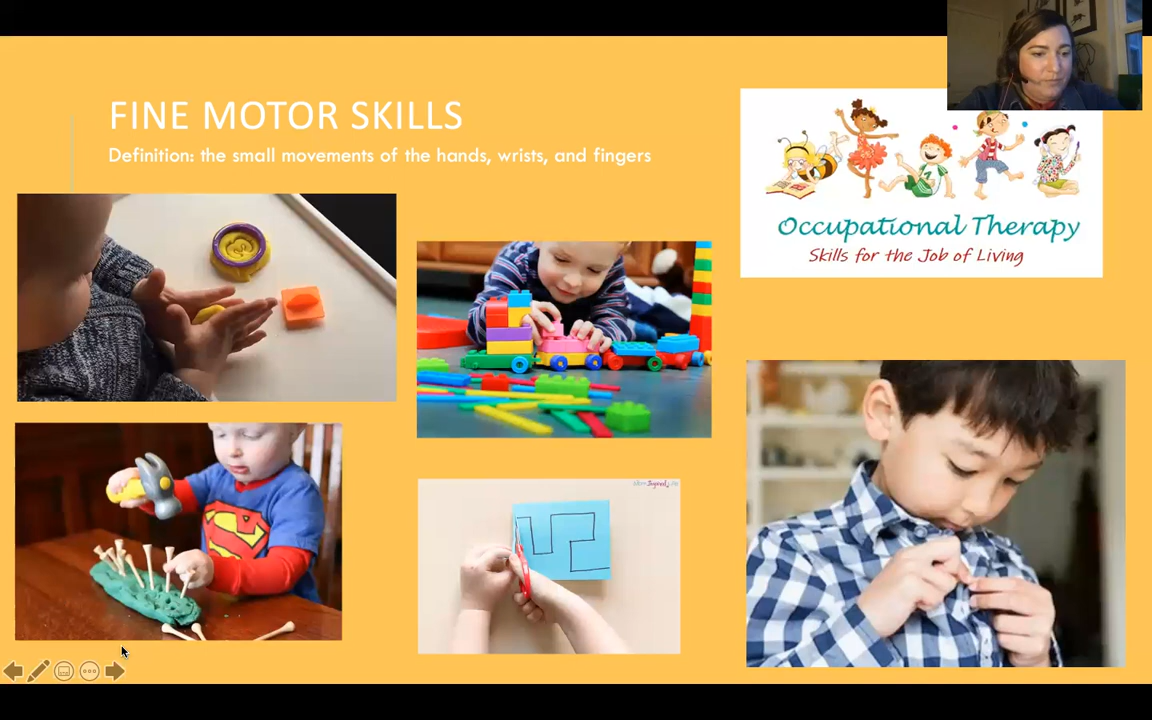 FINE MOTOR SKILLS
Definition: the small movements of the hands, wrists, and fingers
Occupational Therapy
Skills for the Job of Living